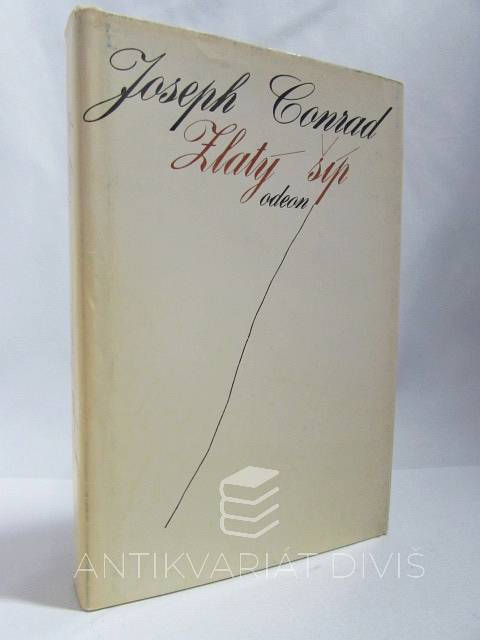 Joseph Conrad
Zlatý šíp
odeon
ANTIKVARIÁT DIVIŠ